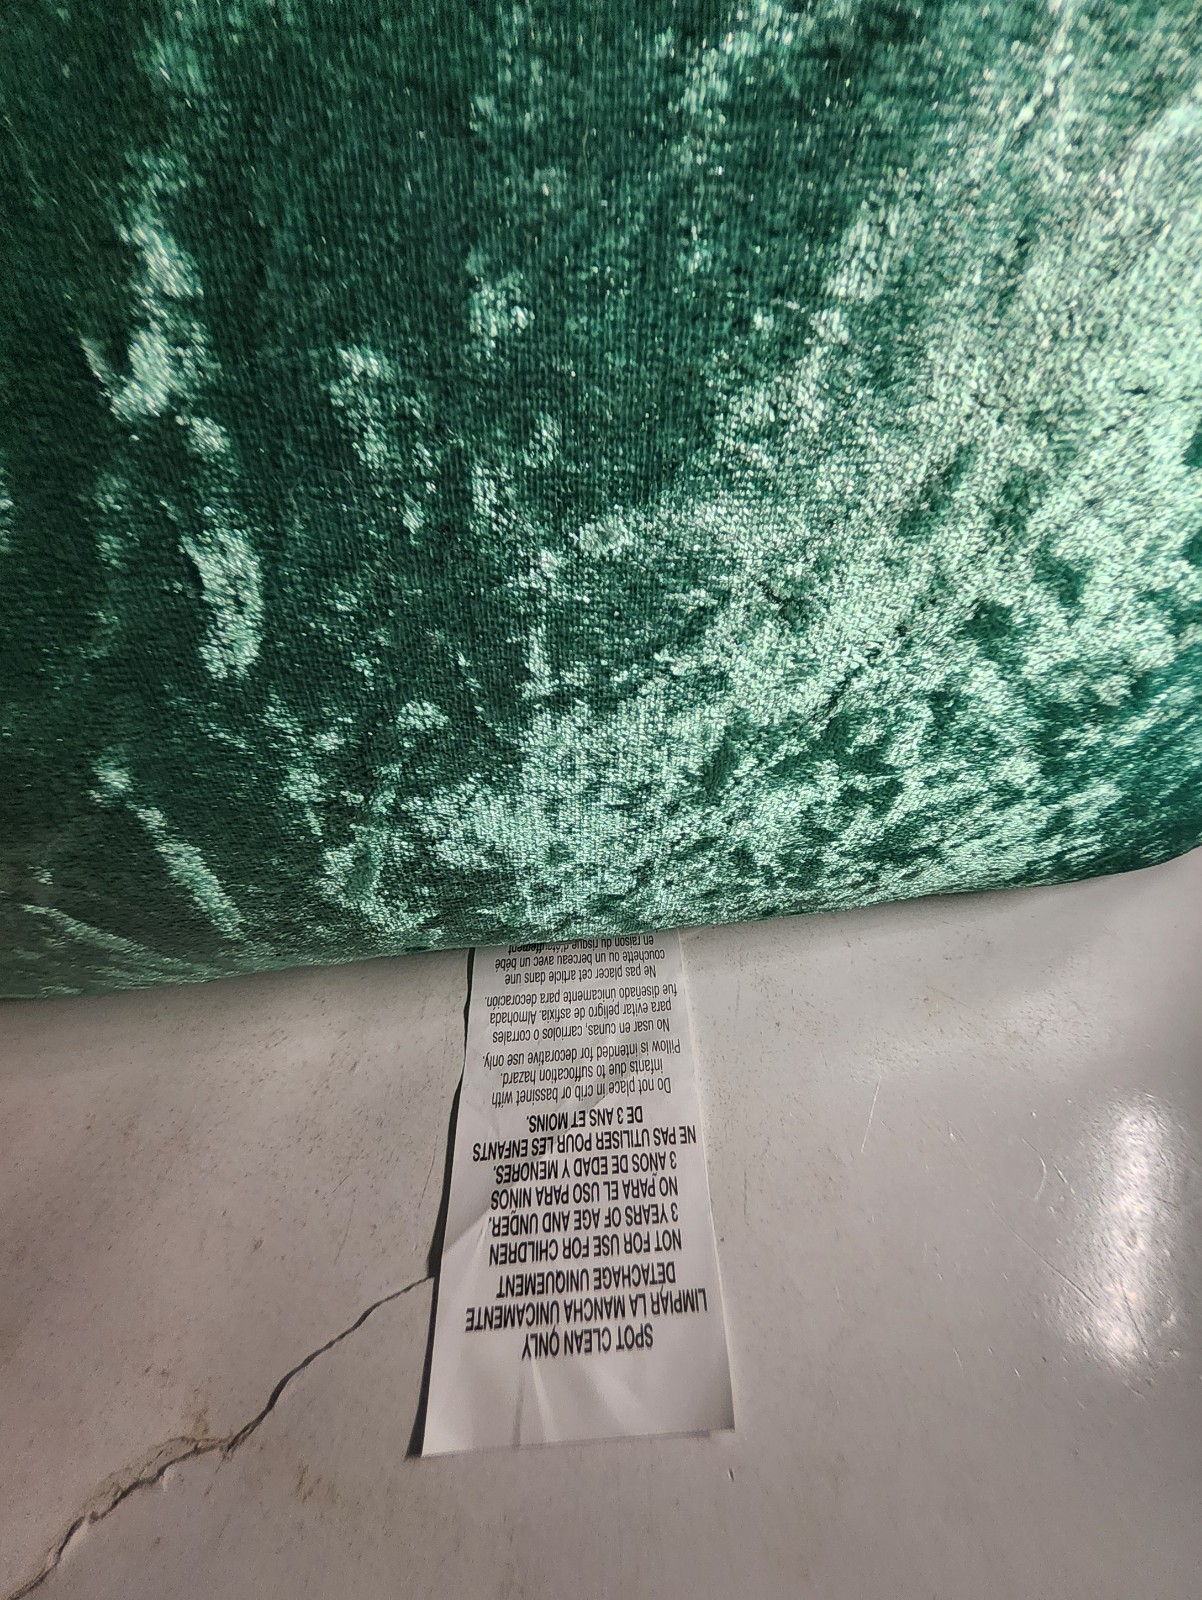 SPOT CLEAN ONLY
LIMPIAR LA MANCHA ÚNICAMENTE
DETACHAGE UNIQUEMENT
NOT FOR USE FOR CHILDREN
3 YEARS OF AGE AND UNDER.
NO PARA EL USO PARA NIÑOS
3 AÑOS DE EDAD Y MENORES.
NE PAS UTILISER POUR LES ENFANTS
DE 3 ANS ET MOINS.
Do not place in crib or bassinet with
infants due to suffocation hazard.
Pillow is intended for decorative use only.
No usar en cunas, carriolos o corrales
para evitar peligro de asfixia. Almohada
fue diseñado únicamente para decoración.
Ne pas placer cet article dans une
couchette ou un berceau avec un bébé
en raison du risque d'étouffement